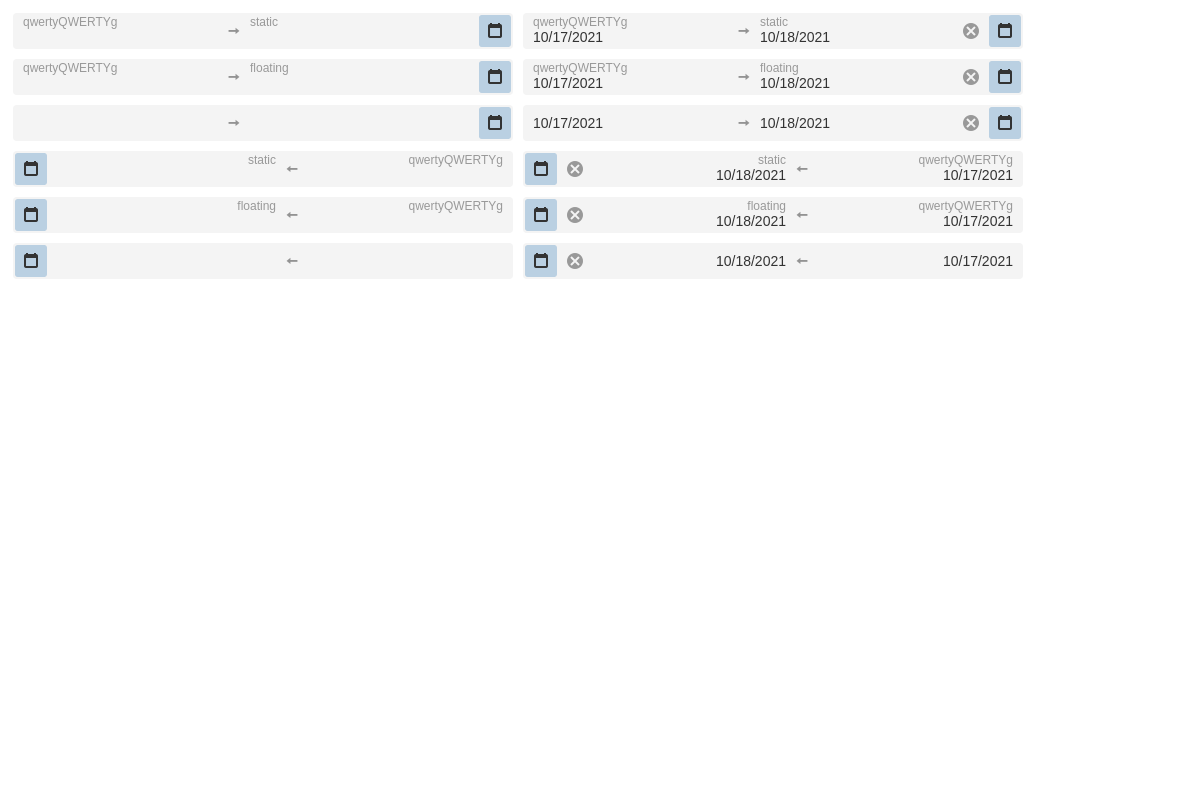 qwertyQWERTYg static qwertyQWERTYg static
10/17/2021 10/18/2021
qwertyQWERTYg floating qwertyQWERTYg floating
10/17/2021 10/18/2021
10/17/2021 10/18/2021
static qwertyQWERTYg static qwertyQWERTYg
10/18/2021 10/17/2021
floating qwertyQWERTYg floating qwertyQWERTYg
10/18/2021 10/17/2021
10/18/2021 10/17/2021